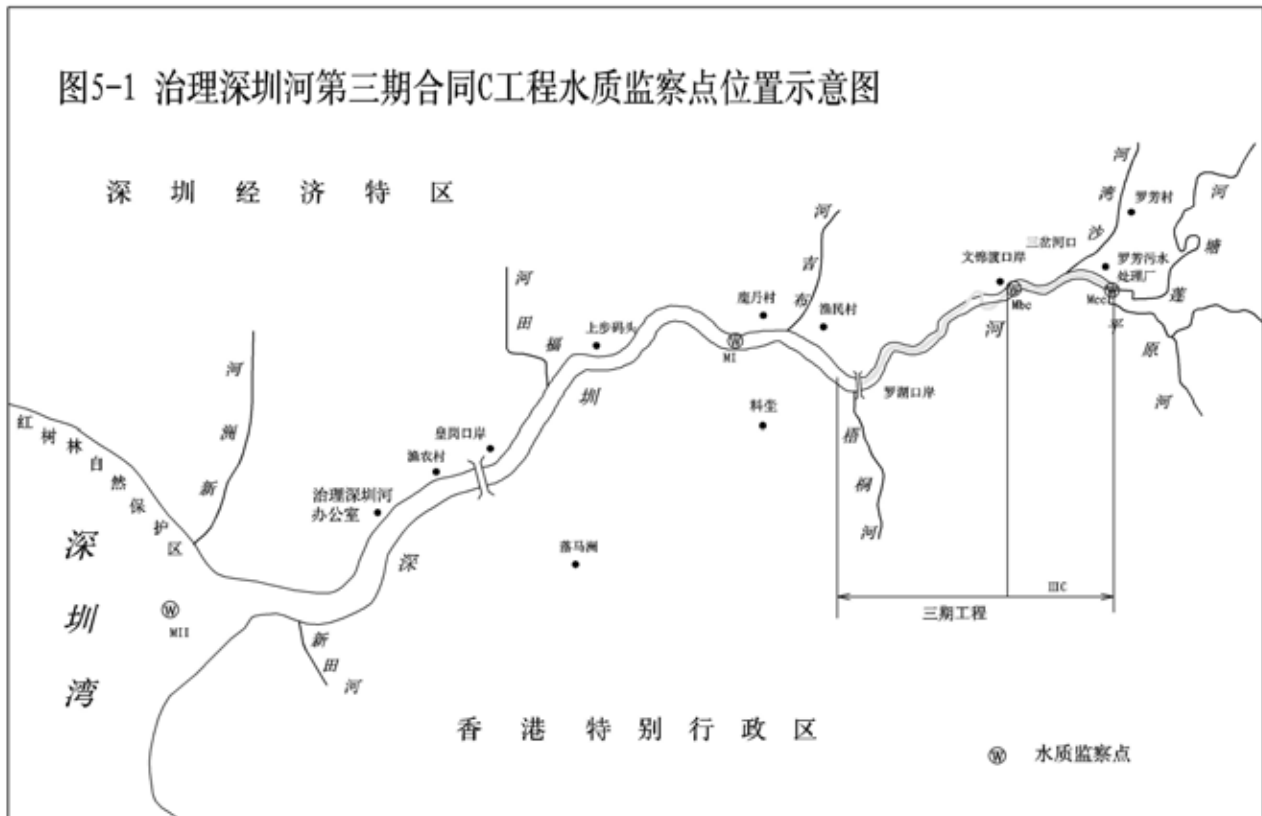 图5-1 治理深圳河第三期合同C工程水质监察点位置示意图
深圳经济特区
河湾沙
罗芳村
河塘莲
三岔河口
文锦渡口岸
罗芳污水
处理厂
Mbc
Mcc
平原河
河吉布
鹿丹村
渔民村
MI
河田福
上步码头
深圳河
罗湖口岸
料壆
梧桐河
皇岗口岸
渔农村
河洲新
治理深圳河
办公室
红树林自然保护区
落马洲
深圳湾
MII
新田河
IIIC
三期工程
香港特别行政区
水质监察点